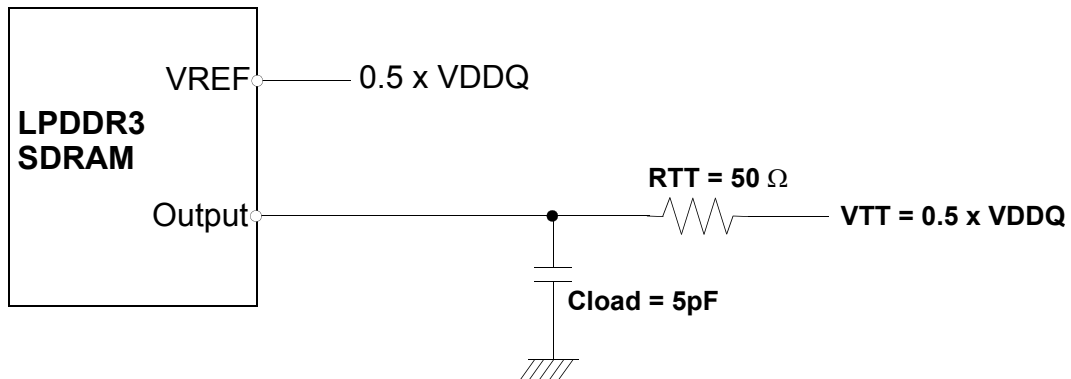 VREF
0.5 x VDDQ
LPDDR3
SDRAM
RTT = 50 Ω
Output
VTT = 0.5 x VDDQ
Cload = 5pF